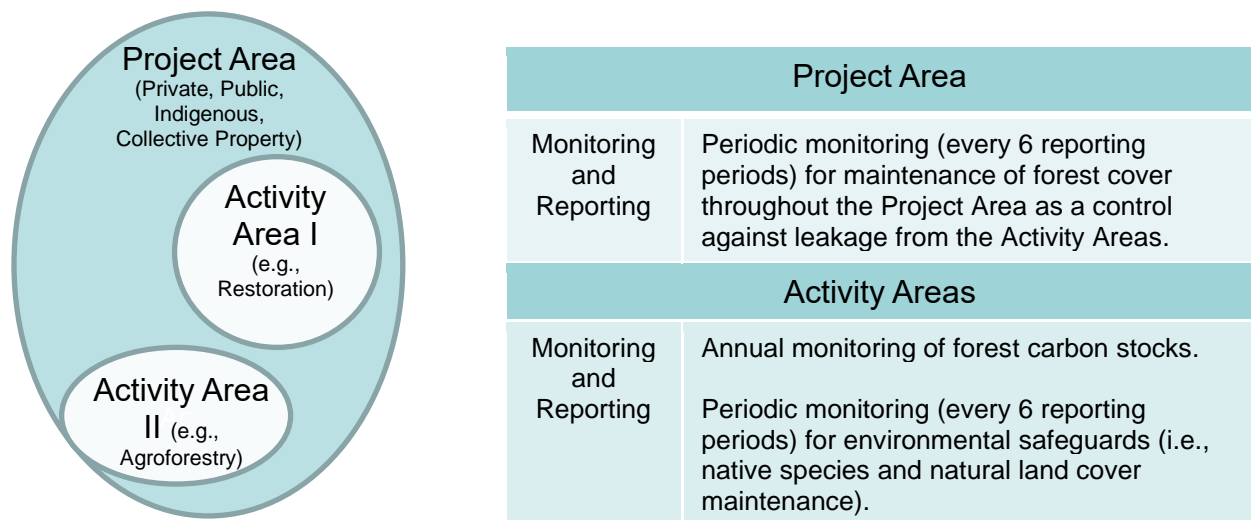 Project Area
(Private, Public,
Indigenous,
Collective Property)
Activity
Area I
(e.g.,
Restoration)
Activity Area
II (e.g.,
Agroforestry)
Project Area
Monitoring
and
Reporting
Periodic monitoring (every 6 reporting
periods) for maintenance of forest cover
throughout the Project Area as a control
against leakage from the Activity Areas.
Activity Areas
Monitoring
and
Reporting
Annual monitoring of forest carbon stocks.
Periodic monitoring (every 6 reporting
periods) for environmental safeguards (i.e.,
native species and natural land cover
maintenance).